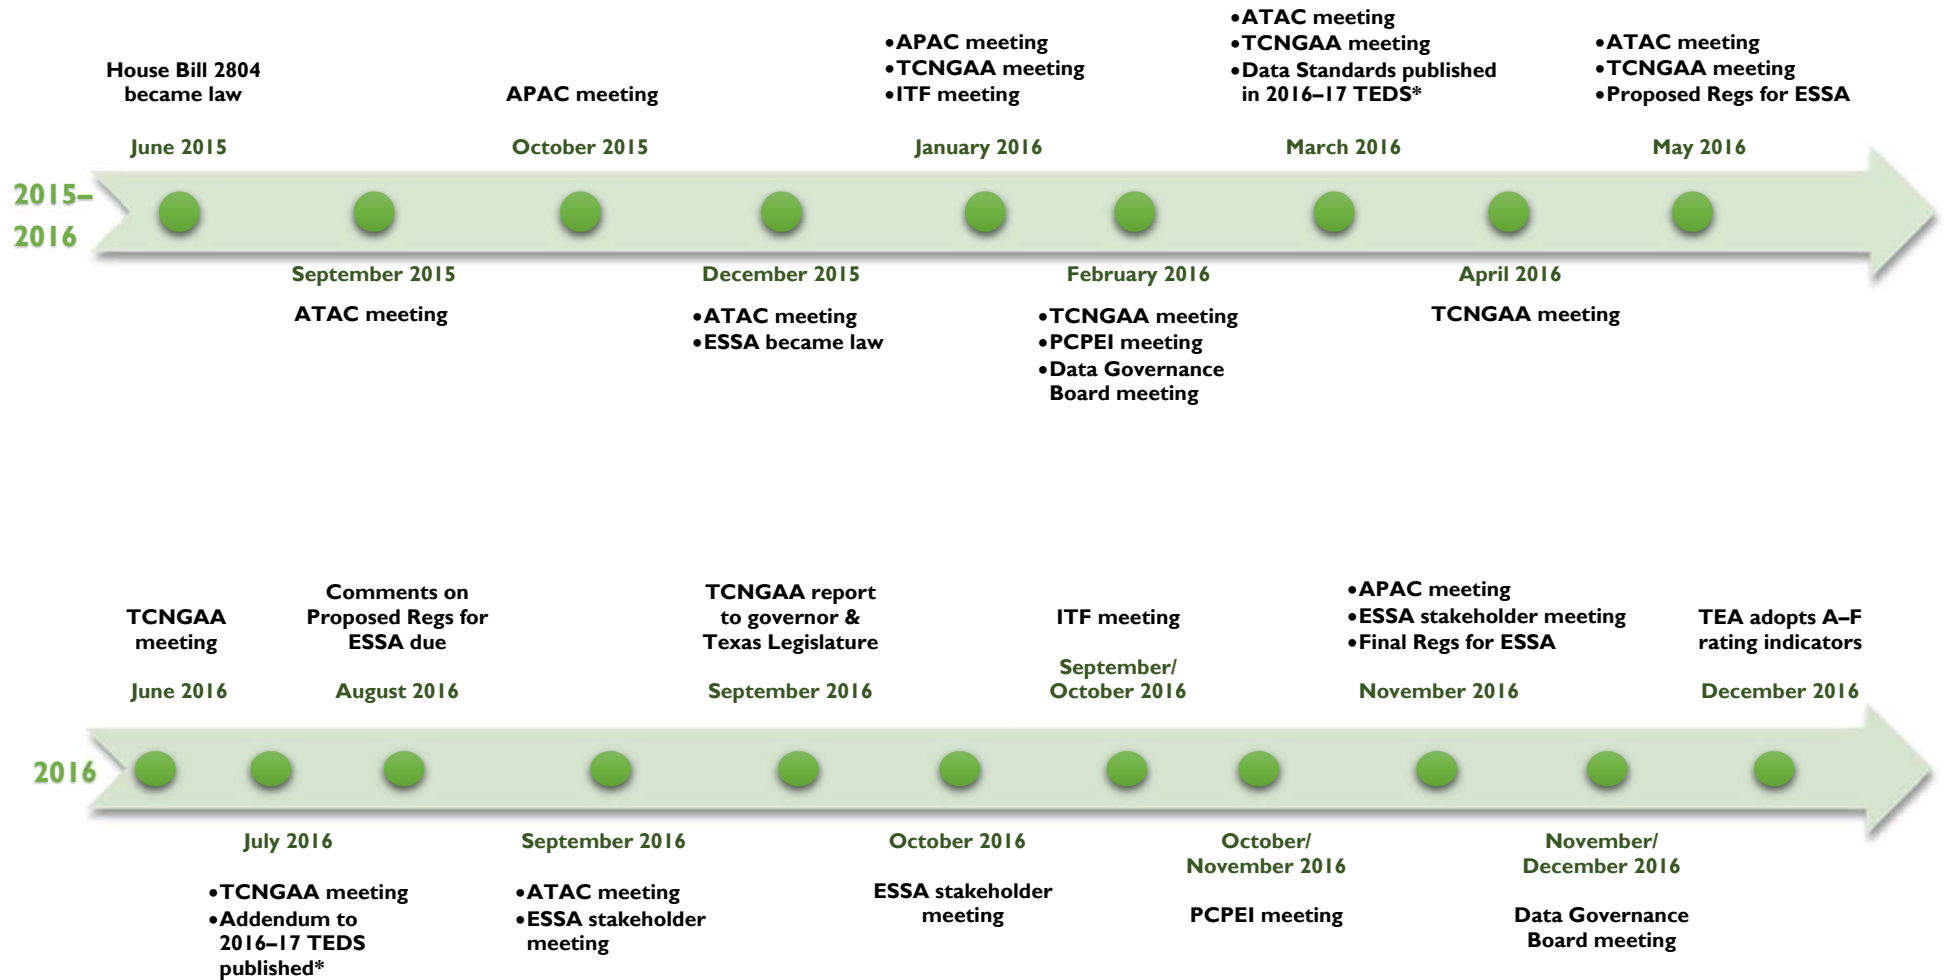 House Bill 2804
became law
June 2015
APAC meeting
October 2015
•APAC meeting
•TCNGAA meeting
•ITF meeting
January 2016
•ATAC meeting
•TCNGAA meeting
•Data Standards published
in 2016–17 TEDS*
March 2016
•ATAC meeting
•TCNGAA meeting
•Proposed Regs for ESSA
May 2016
2015–
2016
September 2015
ATAC meeting
December 2015
•ATAC meeting
•ESSA became law
February 2016
•TCNGAA meeting
•PCPEI meeting
•Data Governance
Board meeting
April 2016
TCNGAA meeting
TCNGAA
meeting
June 2016
Comments on
Proposed Regs for
ESSA due
August 2016
TCNGAA report
to governor &
Texas Legislature
September 2016
ITF meeting
September/
October 2016
•APAC meeting
•ESSA stakeholder meeting
•Final Regs for ESSA
November 2016
TEA adopts A–F
rating indicators
December 2016
2016
July 2016
•TCNGAA meeting
•Addendum to
2016–17 TEDS
published*
September 2016
•ATAC meeting
•ESSA stakeholder
meeting
October 2016
ESSA stakeholder
meeting
October/
November 2016
PCPEI meeting
November/
December 2016
Data Governance
Board meeting